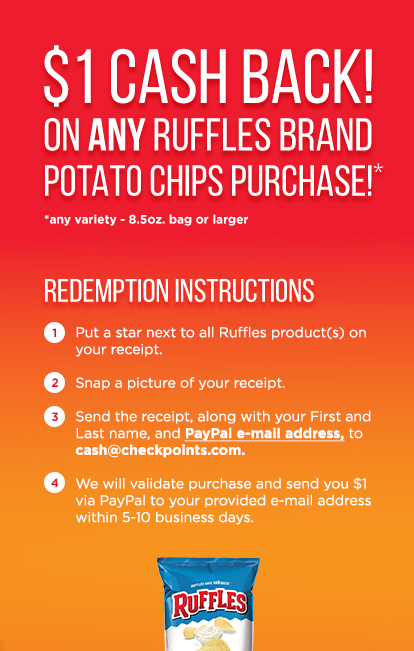 $1 CASH BACK!
ON ANY RUFFLES BRAND
POTATO CHIPS PURCHASE!*
*any variety - 8.5oz. bag or larger
REDEMPTION INSTRUCTIONS
1 Put a star next to all Ruffles product(s) on
your receipt.
2 Snap a picture of your receipt.
3 Send the receipt, along with your First and
Last name, and PayPal e-mail address, to
cash@checkpoints.com.
4 We will validate purchase and send you $1
via PayPal to your provided e-mail address
within 5-10 business days.
RUFFLES HAVE RIDGES
RUFFLES